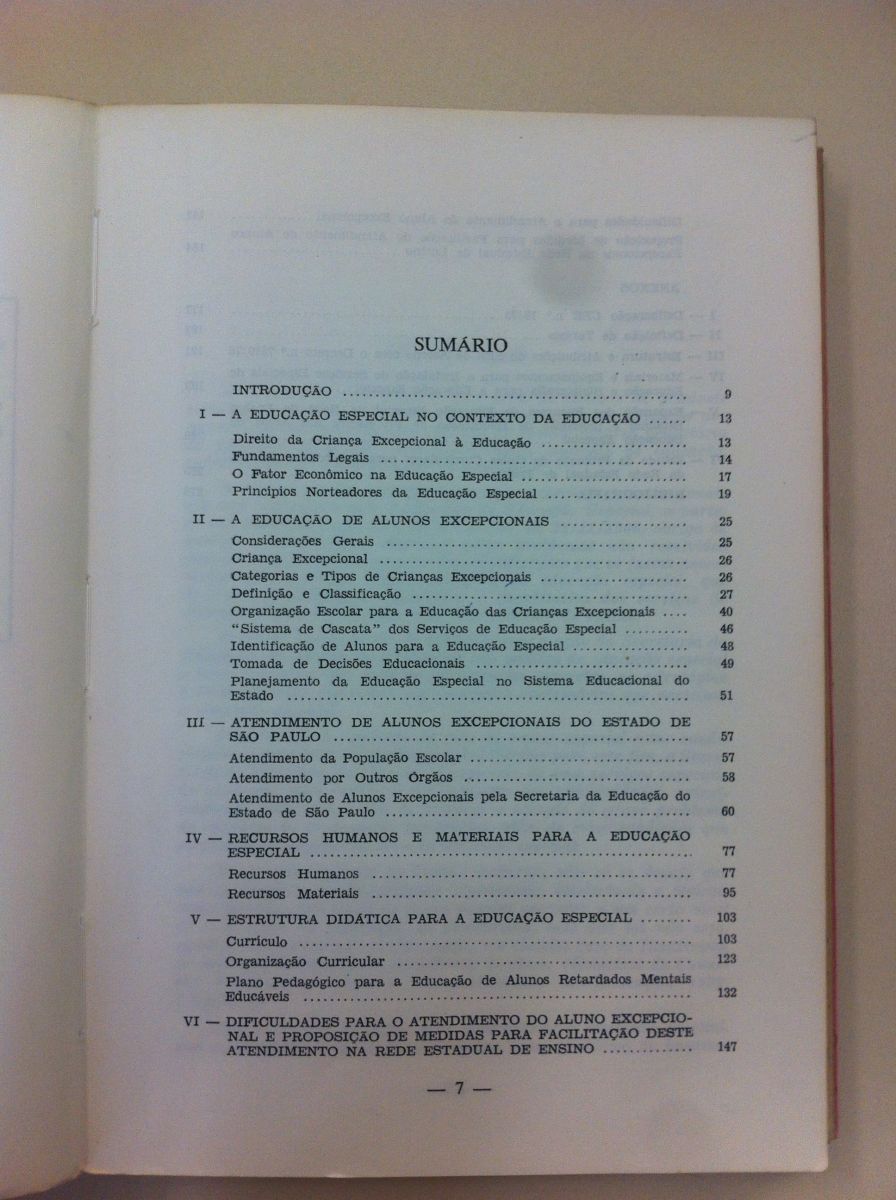 SUMÁRIO
INTRODUÇÃO ........ 9
I — A EDUCAÇÃO ESPECIAL NO CONTEXTO DA EDUCAÇÃO ...... 13
Direito da Criança Excepcional à Educação ........ 13
Fundamentos Legais ........ 14
O Fator Econômico na Educação Especial ........ 17
Princípios Norteadores da Educação Especial ........ 19
II — A EDUCAÇÃO DE ALUNOS EXCEPCIONAIS ........ 25
Considerações Gerais ........ 25
Criança Excepcional ........ 26
Categorias e Tipos de Crianças Excepcionais ........ 26
Definição e Classificação ........ 27
Organização Escolar para a Educação das Crianças Excepcionais .... 40
"Sistema de Cascata" dos Serviços de Educação Especial ........ 46
Identificação de Alunos para a Educação Especial ........ 48
Tomada de Decisões Educacionais ........ 49
Planejamento da Educação Especial no Sistema Educacional do
Estado ........ 51
III — ATENDIMENTO DE ALUNOS EXCEPCIONAIS DO ESTADO DE
SÃO PAULO ........ 57
Atendimento da População Escolar ........ 57
Atendimento por Outros Órgãos ........ 58
Atendimento de Alunos Excepcionais pela Secretaria da Educação do
Estado de São Paulo ........ 60
IV — RECURSOS HUMANOS E MATERIAIS PARA A EDUCAÇÃO
ESPECIAL ........ 77
Recursos Humanos ........ 77
Recursos Materiais ........ 95
V — ESTRUTURA DIDÁTICA PARA A EDUCAÇÃO ESPECIAL ........ 103
Currículo ........ 103
Organização Curricular ........ 123
Plano Pedagógico para a Educação de Alunos Retardados Mentais
Educáveis ........ 132
VI — DIFICULDADES PARA O ATENDIMENTO DO ALUNO EXCEPCIO-
NAL E PROPOSIÇÃO DE MEDIDAS PARA FACILITAÇÃO DESTE
ATENDIMENTO NA REDE ESTADUAL DE ENSINO ........ 147
— 7 —